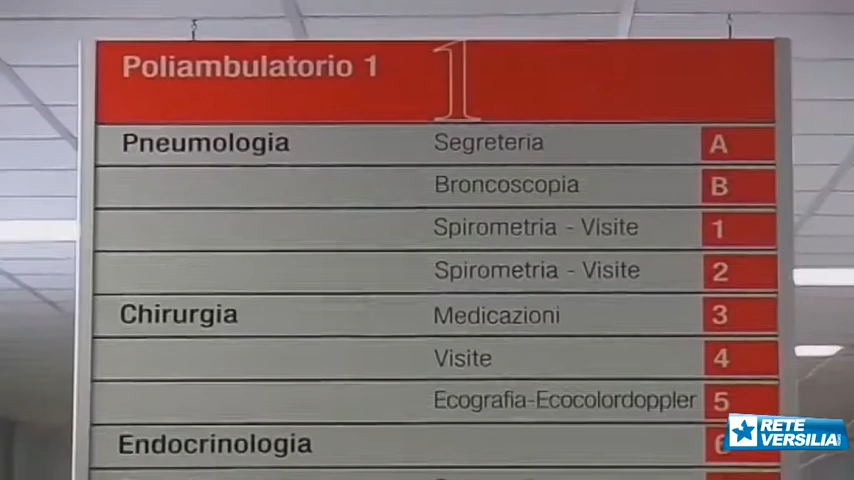 Poliambulatorio 1 1
Pneumologia Segreteria A
Broncoscopia B
Spirometria - Visite 1
Spirometria - Visite 2
Chirurgia Medicazioni 3
Visite 4
Ecografia-Ecocolordoppler 5
Endocrinologia 6
RETE
VERSILIA